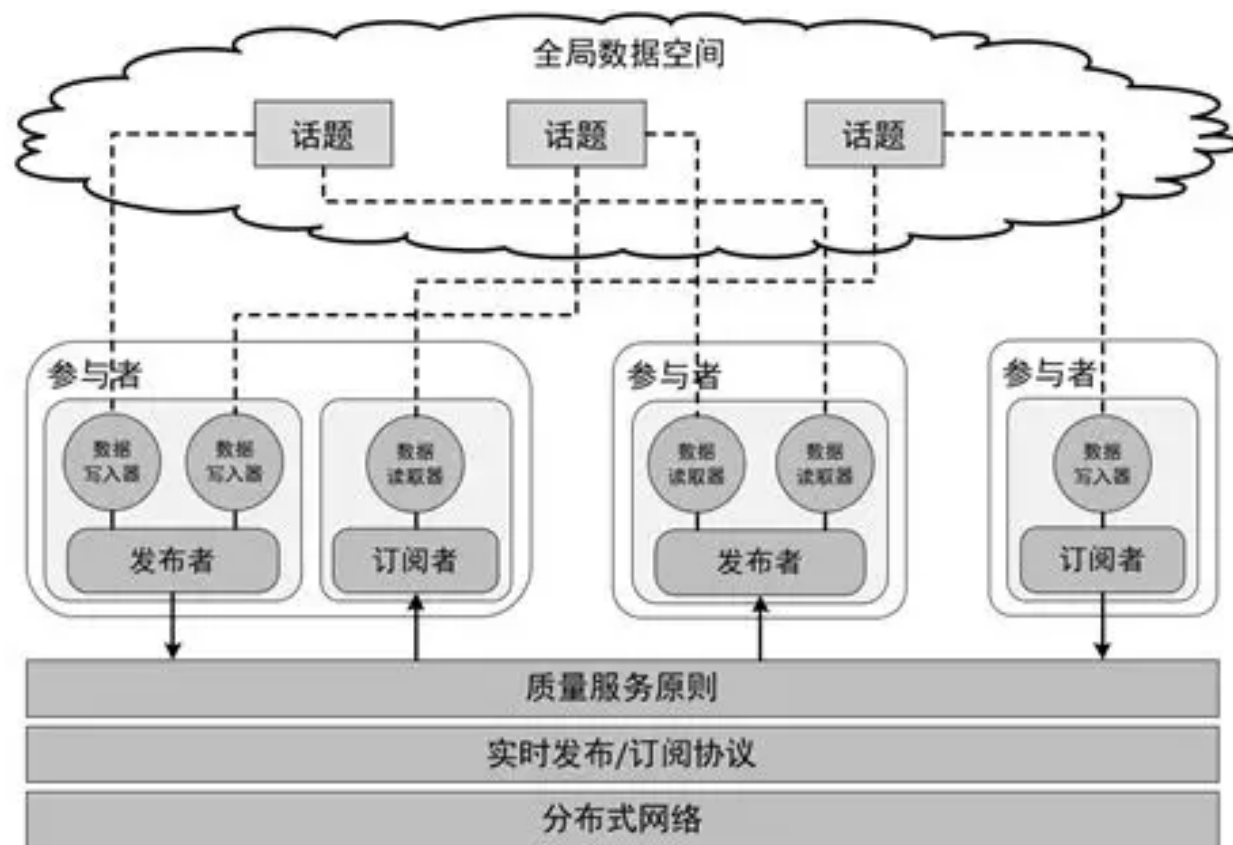 全局数据空间
话题
话题
话题
参与者
参与者
参与者
数据
写入器
数据
写入器
数据
读取器
数据
读取器
数据
读取器
数据
写入器
发布者
订阅者
发布者
订阅者
质量服务原则
实时发布/订阅协议
分布式网络